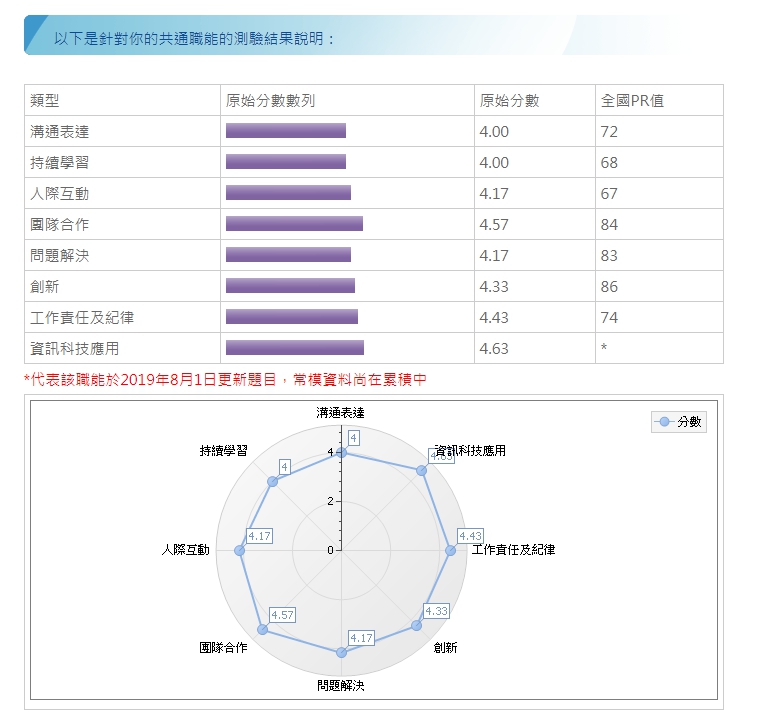 以下是針對你的共通職能的測驗結果說明：
類型 原始分數數列 原始分數 全國PR值
溝通表達 4.00 72
持續學習 4.00 68
人際互動 4.17 67
團隊合作 4.57 84
問題解決 4.17 83
創新 4.33 86
工作責任及紀律 4.43 74
資訊科技應用 4.63 *
*代表該職能於2019年8月1日更新題目，常模資料尚在累積中
溝通表達
分數
4
持續學習 4 4.63 資訊科技應用
4
2
人際互動 4.17 0 4.43 工作責任及紀律
4.57 4.33
團隊合作 4.17 創新
問題解決